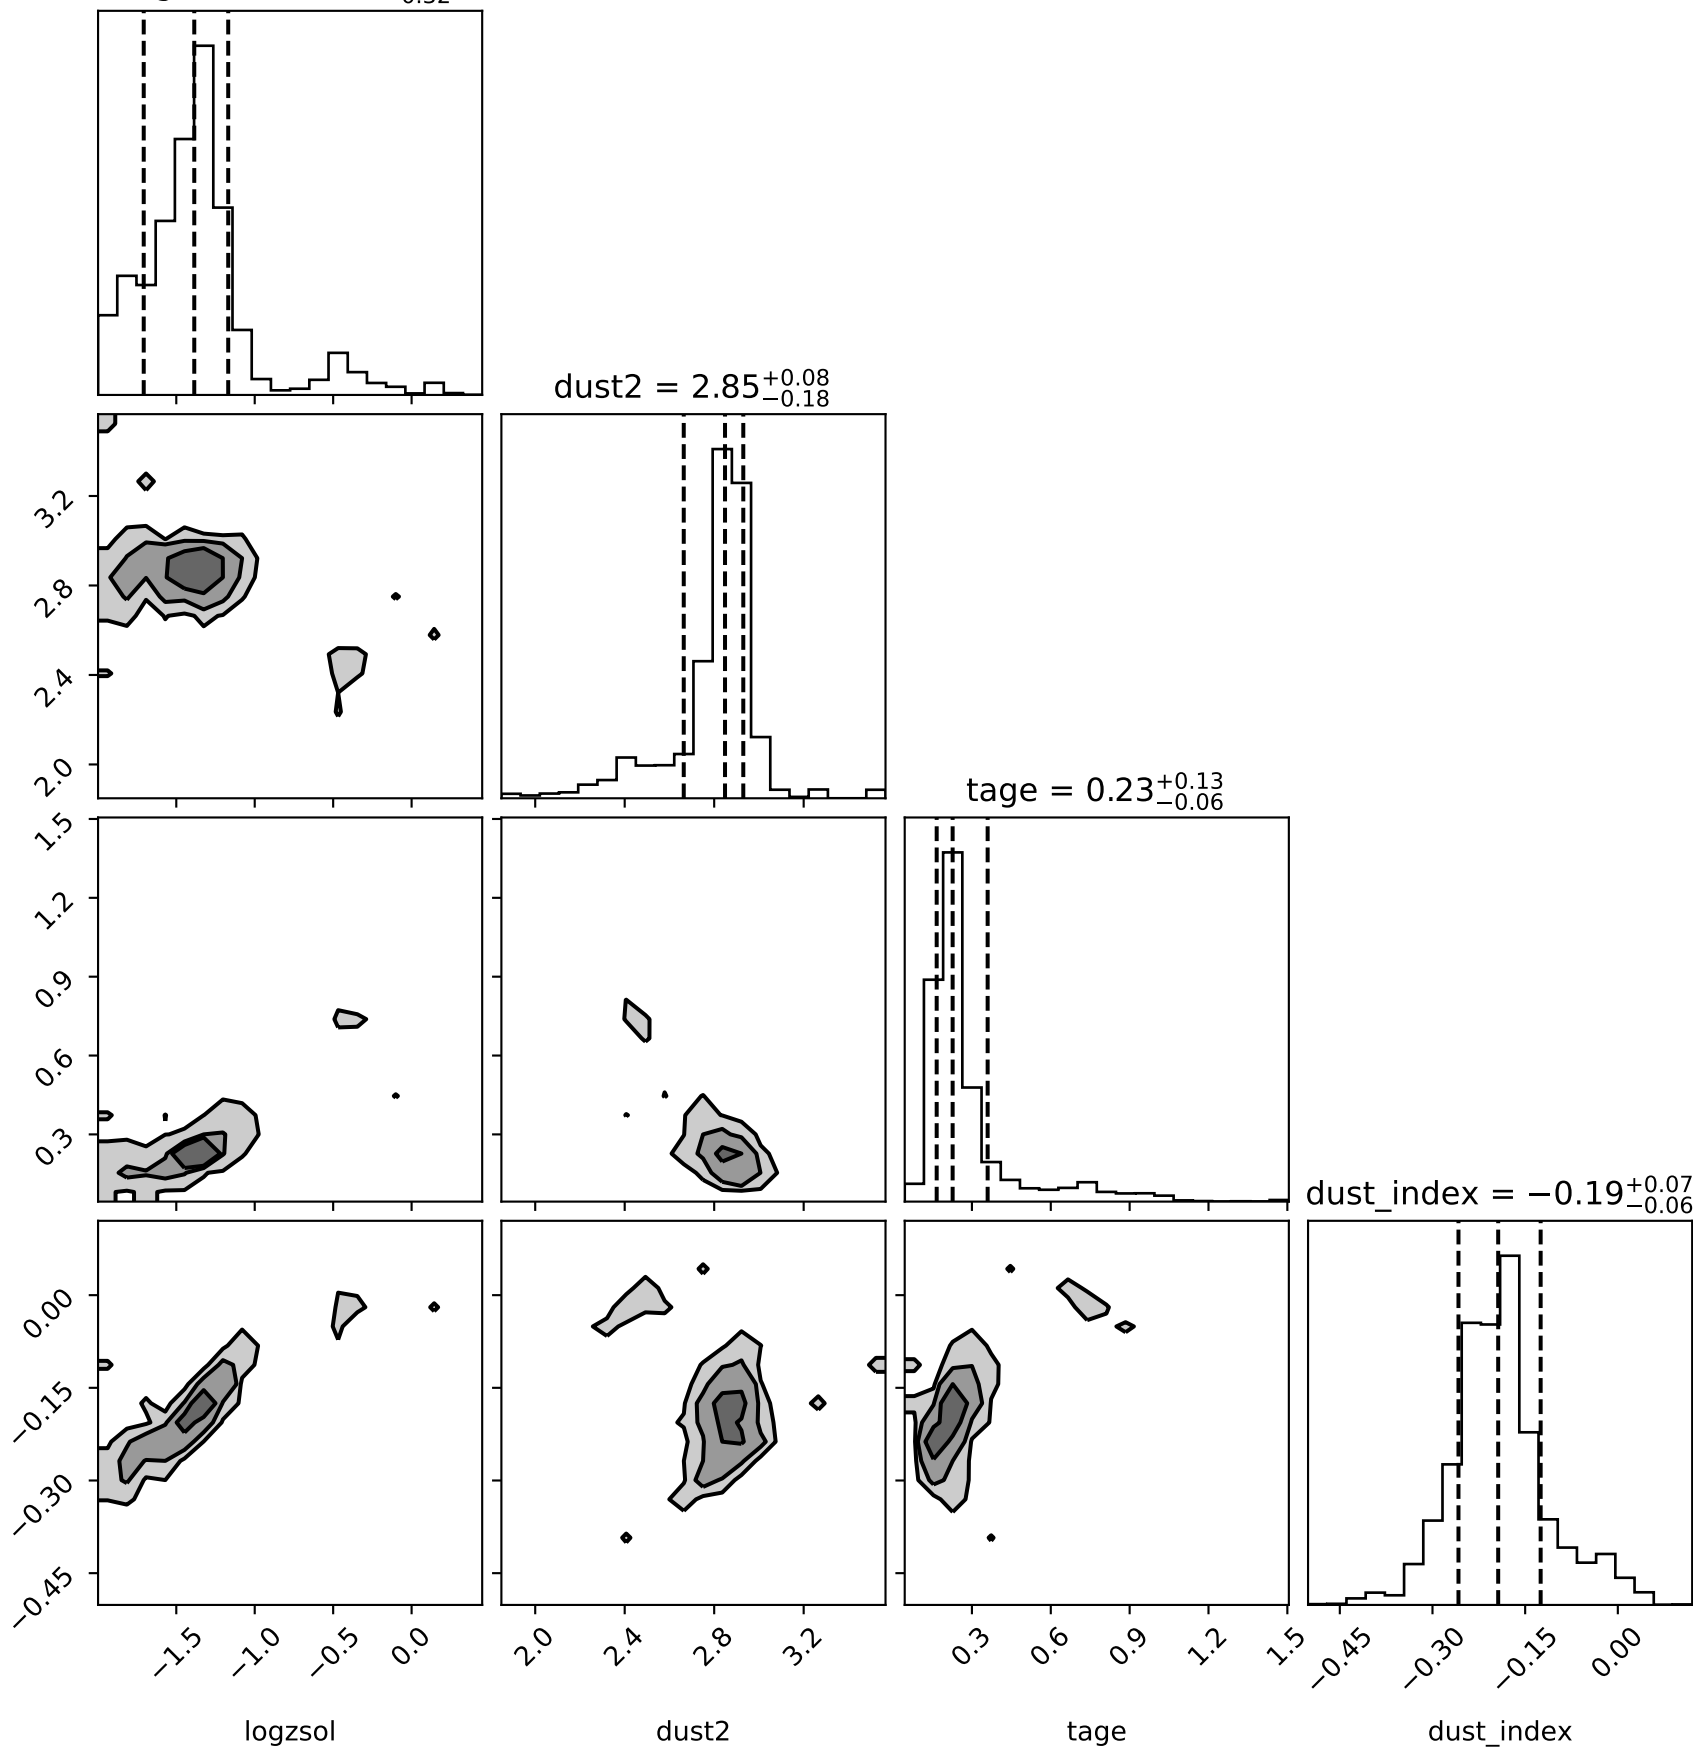 dust2 = 2.85 +0.08 −0.18
3.2
2.8
2.4
2.0
tage = 0.23 +0.13 −0.06
1.5
1.2
0.9
0.6
0.3
dust_index = −0.19 +0.07 −0.06
0.00
−0.15
−0.30
−0.45
−1.5 −1.0 −0.5 0.0 2.0 2.4 2.8 3.2 0.3 0.6 0.9 1.2 1.5 −0.45 −0.30 −0.15 0.00
logzsol dust2 tage dust_index